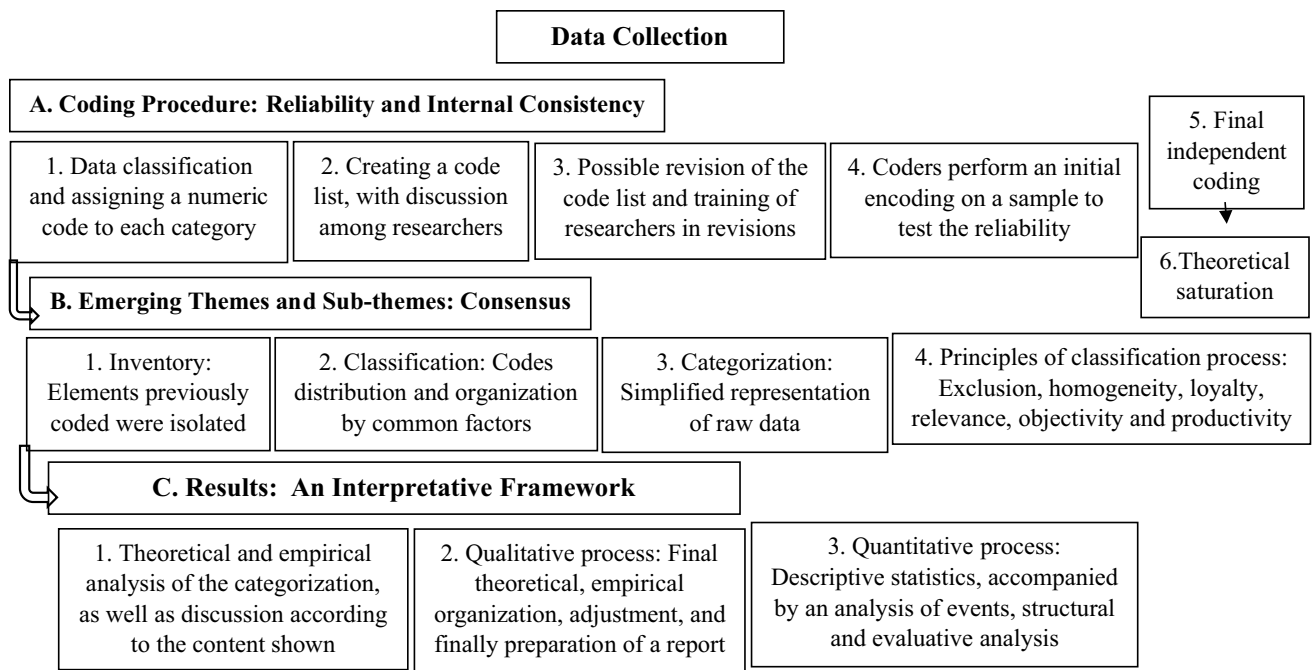 Data Collection
A. Coding Procedure: Reliability and Internal Consistency
1. Data classification
and assigning a numeric
code to each category
2. Creating a code
list, with discussion
among researchers
3. Possible revision of the
code list and training of
researchers in revisions
4. Coders perform an initial
encoding on a sample to
test the reliability
5. Final
independent
coding
6.Theoretical
saturation
B. Emerging Themes and Sub-themes: Consensus
1. Inventory:
Elements previously
coded were isolated
2. Classification: Codes
distribution and organization
by common factors
3. Categorization:
Simplified representation
of raw data
4. Principles of classification process:
Exclusion, homogeneity, loyalty,
relevance, objectivity and productivity
C. Results: An Interpretative Framework
1. Theoretical and empirical
analysis of the categorization,
as well as discussion according
to the content shown
2. Qualitative process: Final
theoretical, empirical
organization, adjustment, and
finally preparation of a report
3. Quantitative process:
Descriptive statistics, accompanied
by an analysis of events, structural
and evaluative analysis